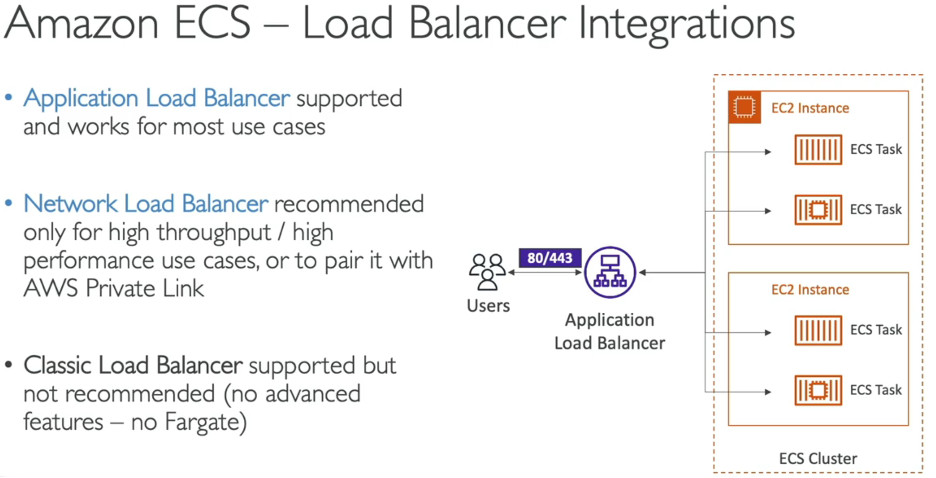 Amazon ECS – Load Balancer Integrations
• Application Load Balancer supported
and works for most use cases
• Network Load Balancer recommended
only for high throughput / high
performance use cases, or to pair it with
AWS Private Link
• Classic Load Balancer supported but
not recommended (no advanced
features – no Fargate)
Users
80/443
Application
Load Balancer
EC2 Instance
ECS Task
ECS Task
EC2 Instance
ECS Task
ECS Task
ECS Cluster